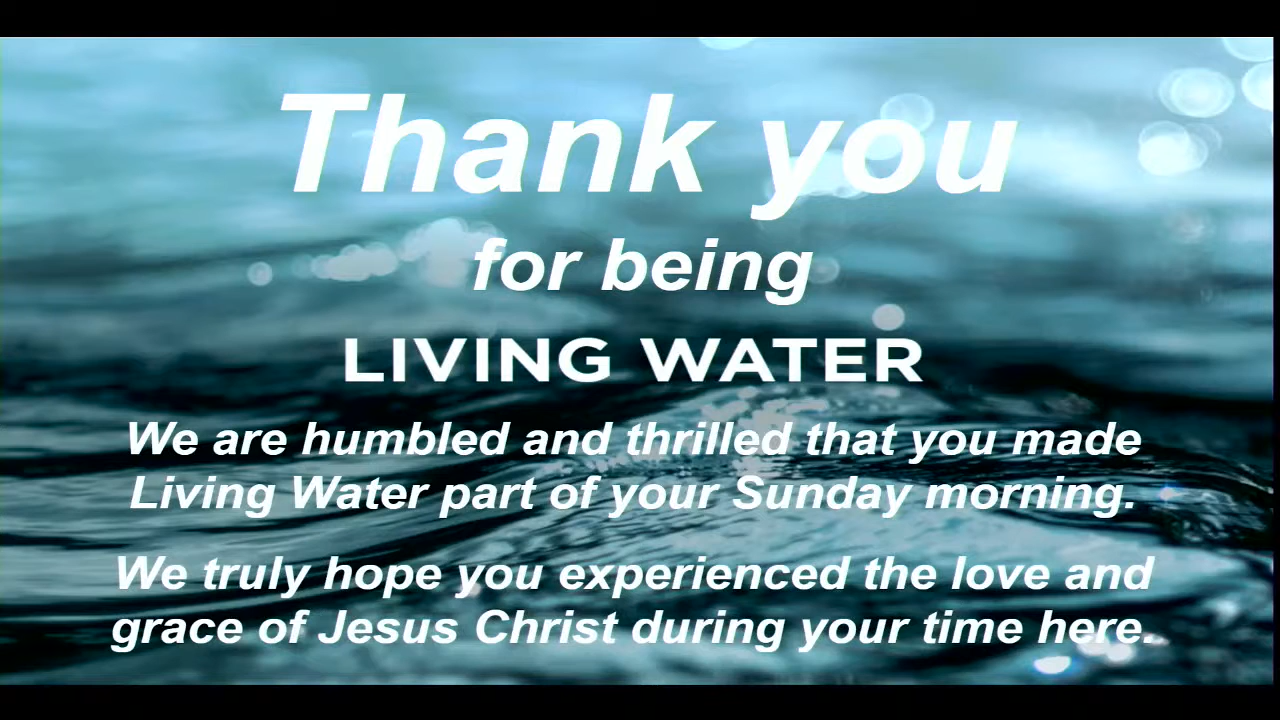 Thank you
for being
LIVING WATER
We are humbled and thrilled that you made
Living Water part of your Sunday morning.
We truly hope you experienced the love and
grace of Jesus Christ during your time here.